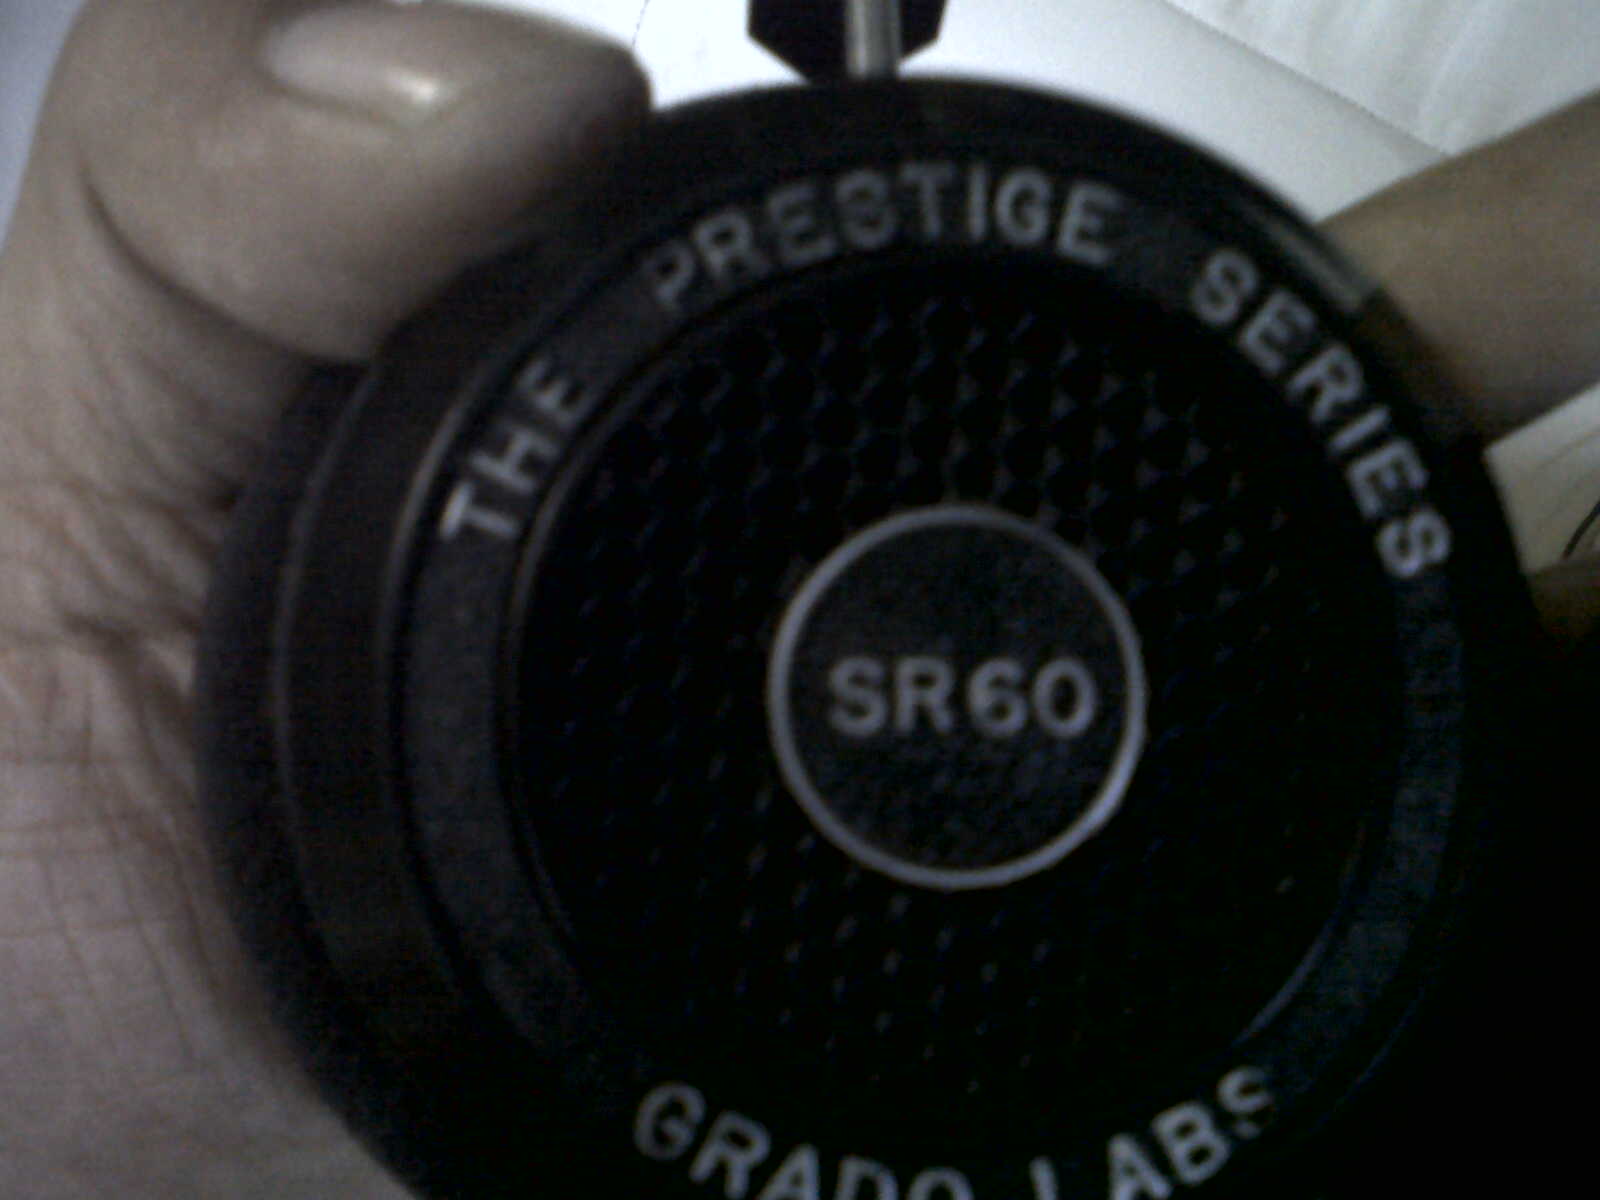 THE PRESTIGE SERIES
SR60
GRADO LABS